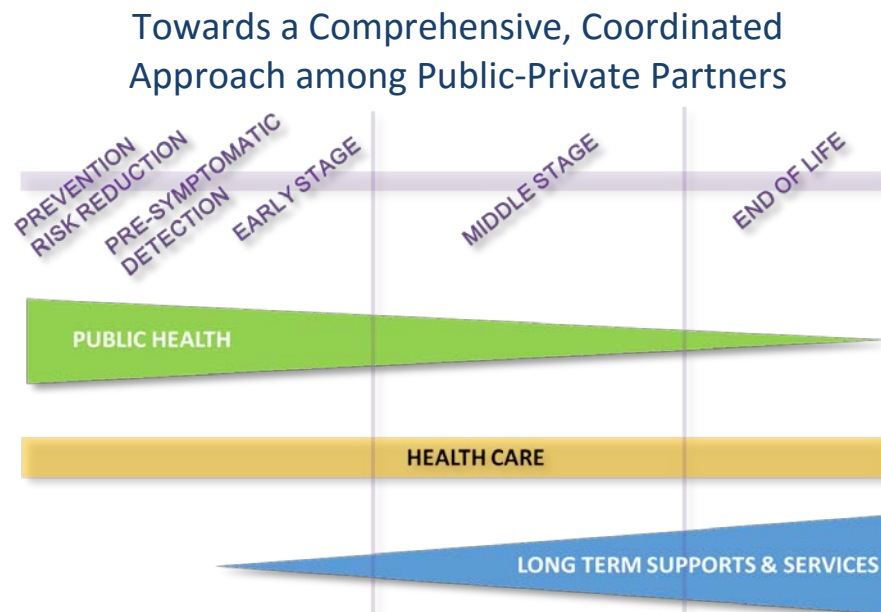 Towards a Comprehensive, Coordinated
Approach among Public-Private Partners
PREVENTION
RISK REDUCTION
PRE-SYMPTOMATIC
DETECTION
EARLY STAGE
MIDDLE STAGE
END OF LIFE
PUBLIC HEALTH
HEALTH CARE
LONG TERM SUPPORTS & SERVICES